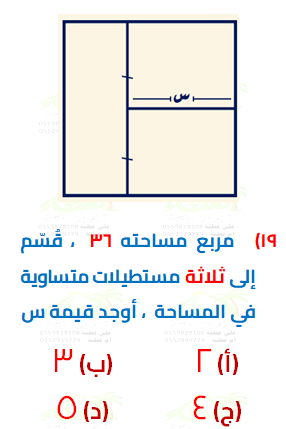 س
١٩) مربع مساحته ٣٦ ، قُسِّم
إلى ثلاثة مستطيلات متساوية
في المساحة ، أوجد قيمة س
(أ) ٢ (ب) ٣
(ج) ٤ (د) ٥